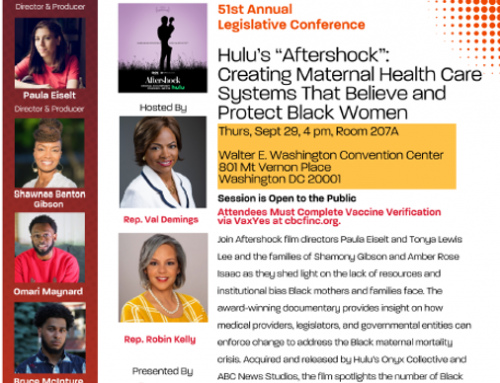 Director & Producer
Paula Eiselt
Director & Producer
Shawnee Benton
Gibson
Omari Maynard
Bruce McIntyre
Aftershock
hulu
Hosted By
Rep. Val Demings
Rep. Robin Kelly
Presented By
51st Annual
Legislative Conference
Hulu's "Aftershock":
Creating Maternal Health Care
Systems That Believe and
Protect Black Women
Thurs, Sept 29, 4 pm, Room 207A
Walter E. Washington Convention Center
801 Mt Vernon Place
Washington DC 20001
Session is Open to the Public
Attendees Must Complete Vaccine Verification
via VaxYes at cbcfinc.org.
Join Aftershock film directors Paula Eiselt and Tonya Lewis
Lee and the families of Shamony Gibson and Amber Rose
Isaac as they shed light on the lack of resources and
institutional bias Black mothers and families face. The
award-winning documentary provides insight on how
medical providers, legislators, and governmental entities can
enforce change to address the Black maternal mortality
crisis. Acquired and released by Hulu's Onyx Collective and
ABC News Studios, the film spotlights the number of Black